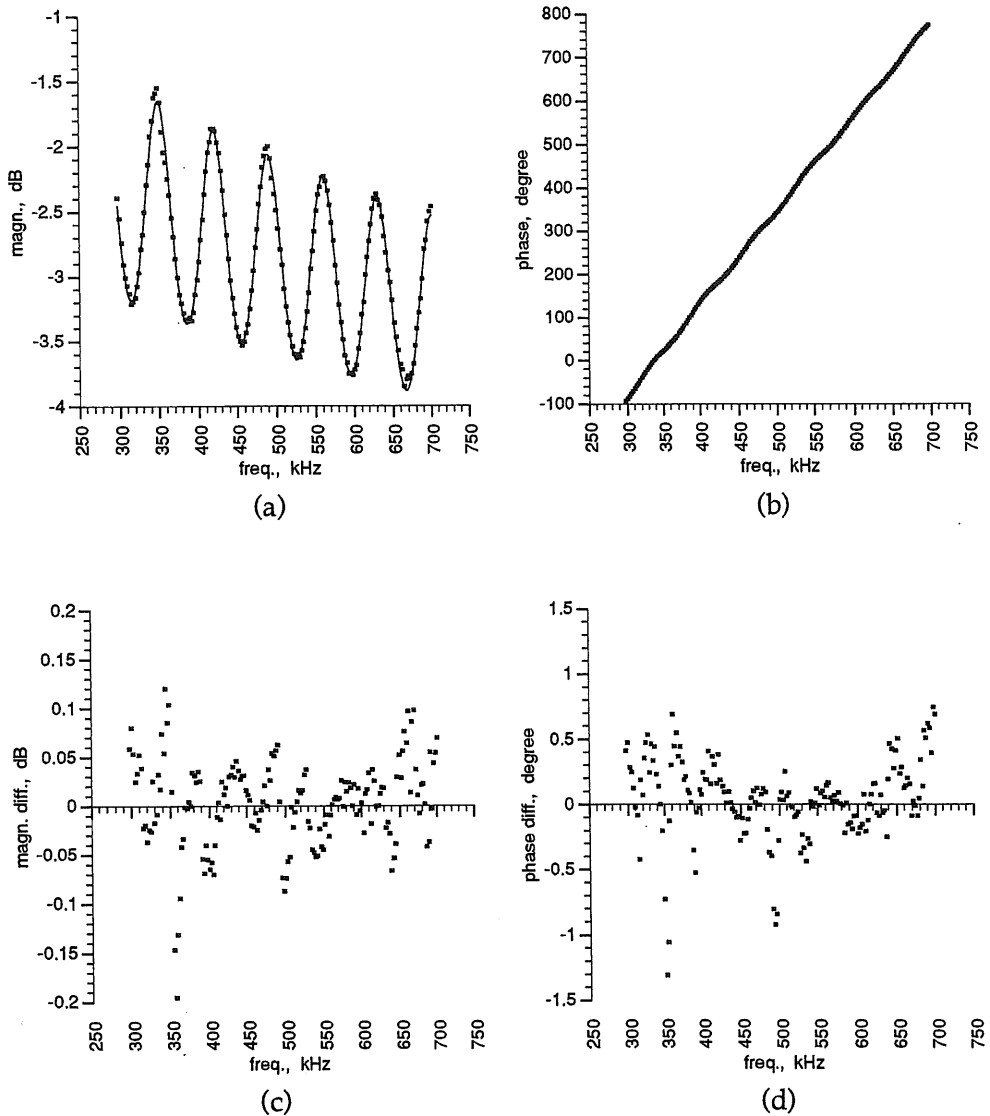 -1
-1.5
-2
-2.5
-3
-3.5
-4
magn., dB
250 300 350 400 450 500 550 600 650 700 750
freq., kHz
(a)
800
700
600
500
400
300
200
100
0
-100
phase, degree
250 300 350 400 450 500 550 600 650 700 750
freq., kHz
(b)
0.2
0.15
0.1
0.05
0
-0.05
-0.1
-0.15
-0.2
magn. diff., dB
250 300 350 400 450 500 550 600 650 700 750
freq., kHz
(c)
1.5
1
0.5
0
-0.5
-1
-1.5
phase diff., degree
250 300 350 400 450 500 550 600 650 700 750
freq., kHz
(d)